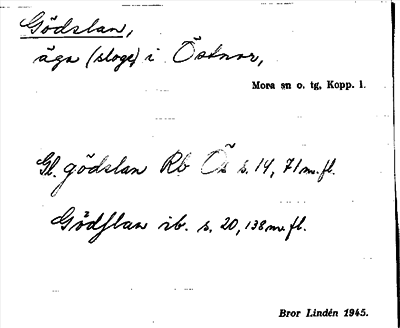 Gödslan,
äga (sloge) i Östnor,
Mora sn o. tg, Kopp. l.
Gl. gödslan Rb Ös s. 14, 71 m. fl.
Gödflan ib. s. 20, 138 m. fl.
Bror Lindén 1945.